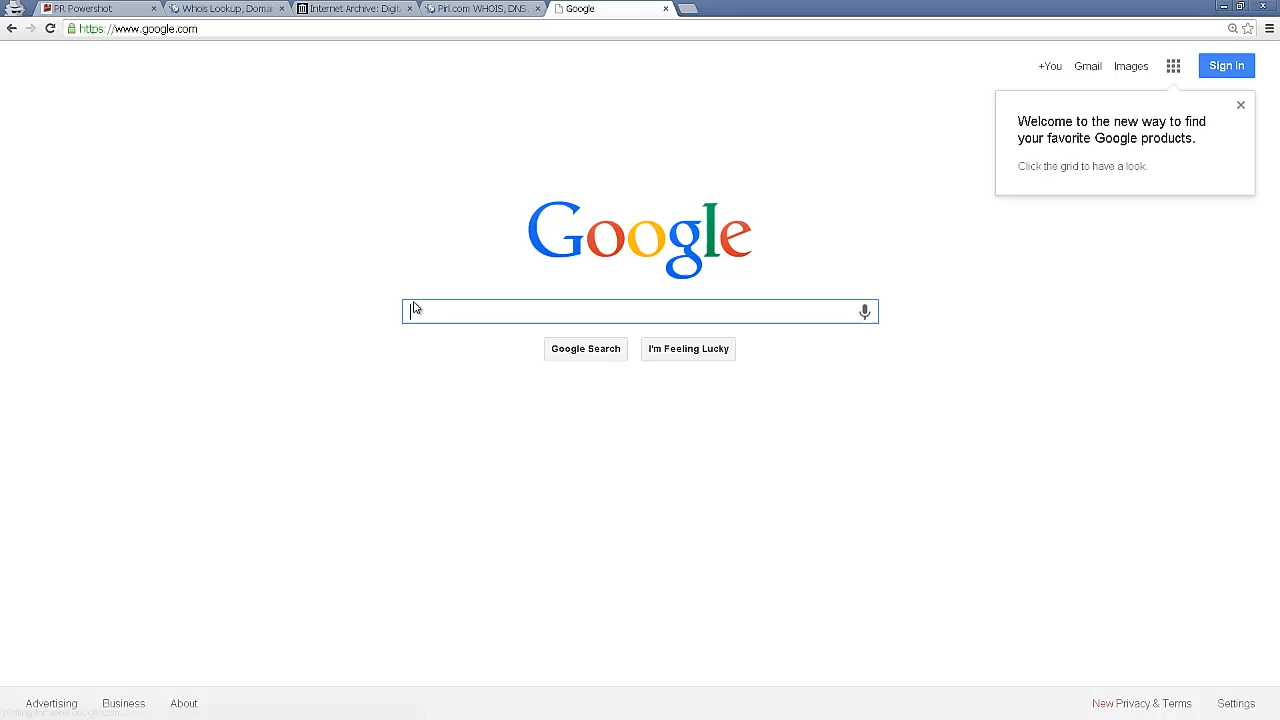 PR Powershot
Whois Lookup, Domai
Internet Archive: Digit
Pirl.com WHOIS, DNS,
Google
https://www.google.com
+You Gmail Images Sign in
Welcome to the new way to find
your favorite Google products.
Click the grid to have a look.
Google
Google Search I'm Feeling Lucky
Advertising Business About New Privacy & Terms Settings